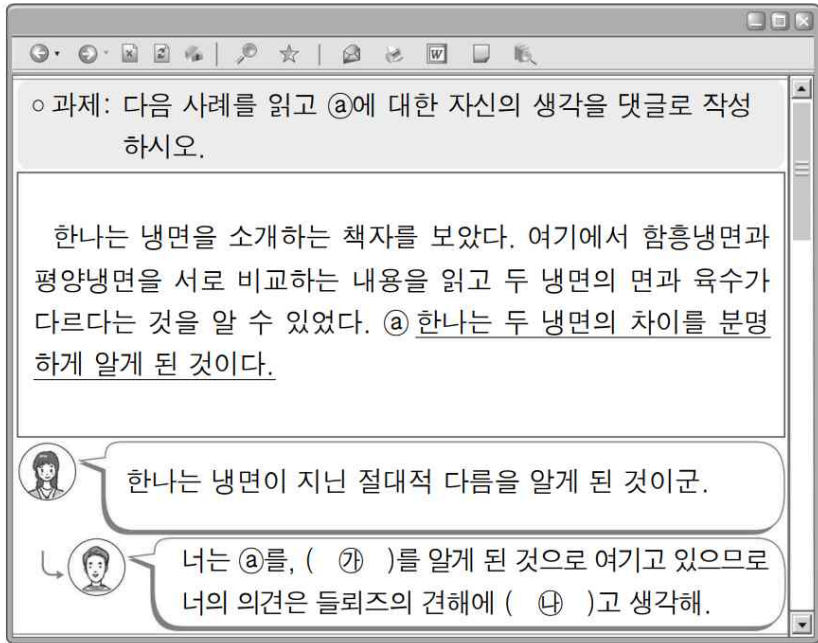 ○ 과제: 다음 사례를 읽고 ⓐ에 대한 자신의 생각을 댓글로 작성
하시오.
한나는 냉면을 소개하는 책자를 보았다. 여기에서 함흥냉면과
평양냉면을 서로 비교하는 내용을 읽고 두 냉면의 면과 육수가
다르다는 것을 알 수 있었다. ⓐ 한나는 두 냉면의 차이를 분명
하게 알게 된 것이다.
한나는 냉면이 지닌 절대적 다름을 알게 된 것이군.
너는 ⓐ를, ( ㉮ )를 알게 된 것으로 여기고 있으므로
너의 의견은 들뢰즈의 견해에 ( ㉯ )고 생각해.